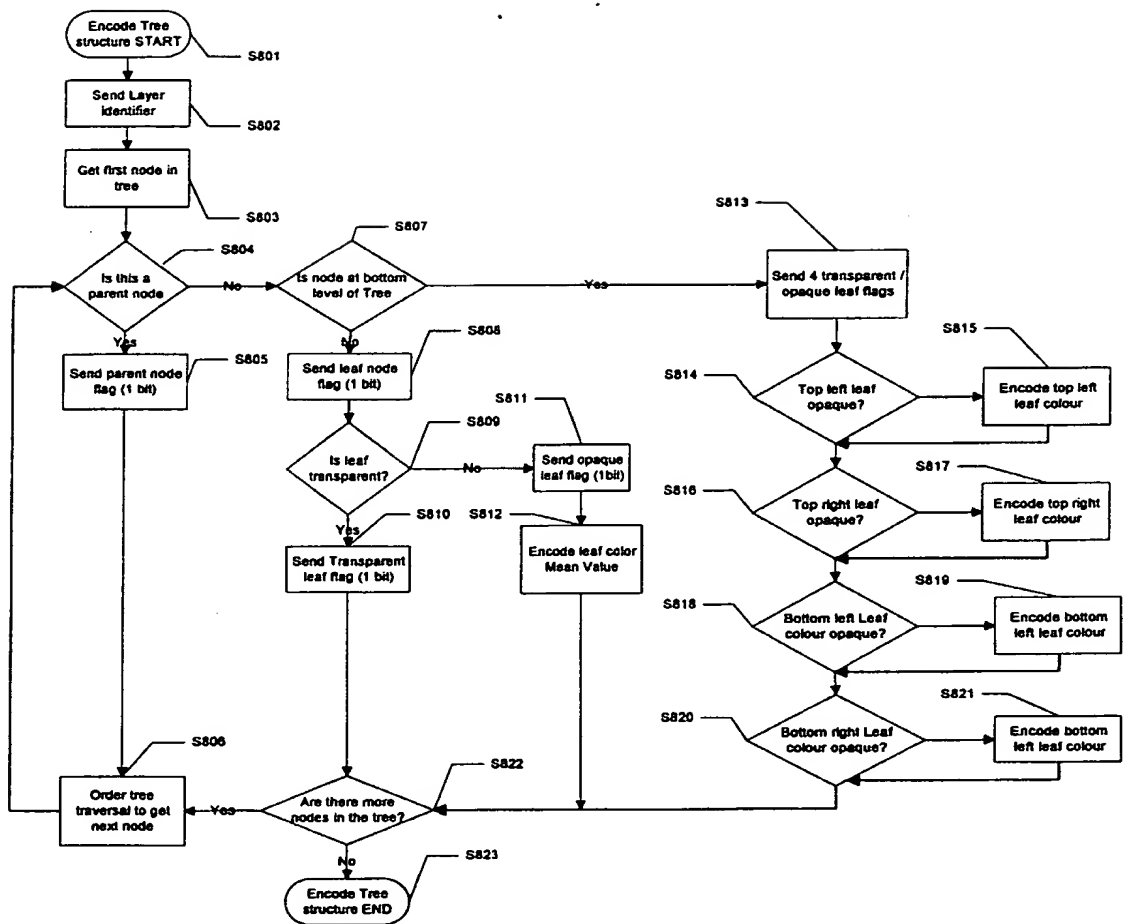 Encode Tree
structure START
S801
Send Layer
Identifier
S802
Get first node in
tree
S803
S804
Is this a
parent node
No
Yes
S805
Send parent node
flag (1 bit)
S806
Order tree
traversal to get
next node
S807
Is node at bottom
level of Tree
Yes
No
S808
Send leaf node
flag (1 bit)
S809
Is leaf
transparent?
No
Yes
S810
Send Transparent
leaf flag (1 bit)
S811
Send opaque
leaf flag (1bit)
S812
Encode leaf color
Mean Value
S813
Send 4 transparent /
opaque leaf flags
S814
Top left leaf
opaque?
S815
Encode top left
leaf colour
S816
Top right leaf
opaque?
S817
Encode top right
leaf colour
S818
Bottom left Leaf
colour opaque?
S819
Encode bottom
left leaf colour
S820
Bottom right Leaf
colour opaque?
S821
Encode bottom
left leaf colour
S822
Are there more
nodes in the tree?
Yes
No
S823
Encode Tree
structure END